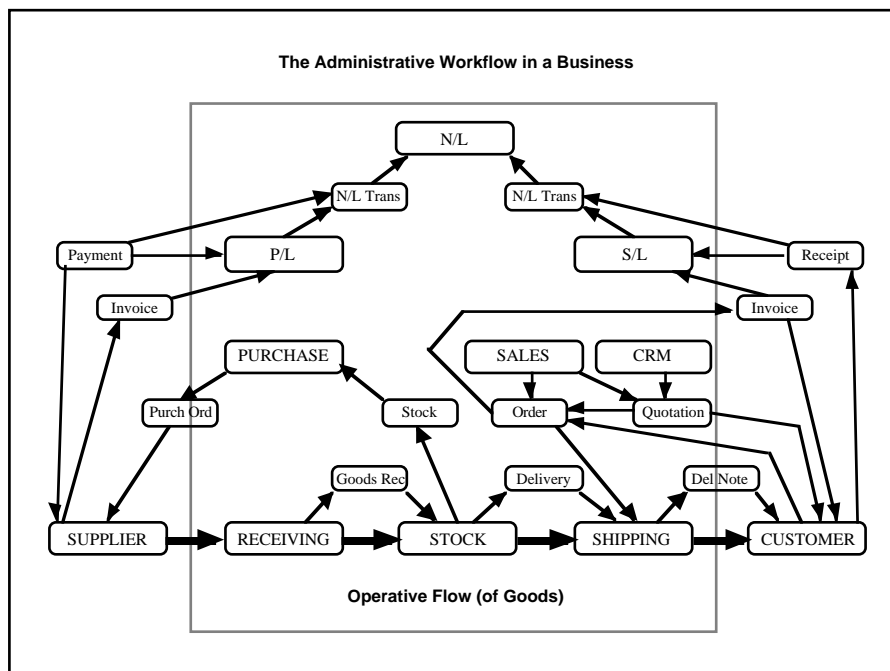 The Administrative Workflow in a Business
N/L
N/L Trans
N/L Trans
Payment
P/L
S/L
Receipt
Invoice
Invoice
PURCHASE
SALES
CRM
Purch Ord
Stock
Order
Quotation
Goods Rec
Delivery
Del Note
SUPPLIER
RECEIVING
STOCK
SHIPPING
CUSTOMER
Operative Flow (of Goods)